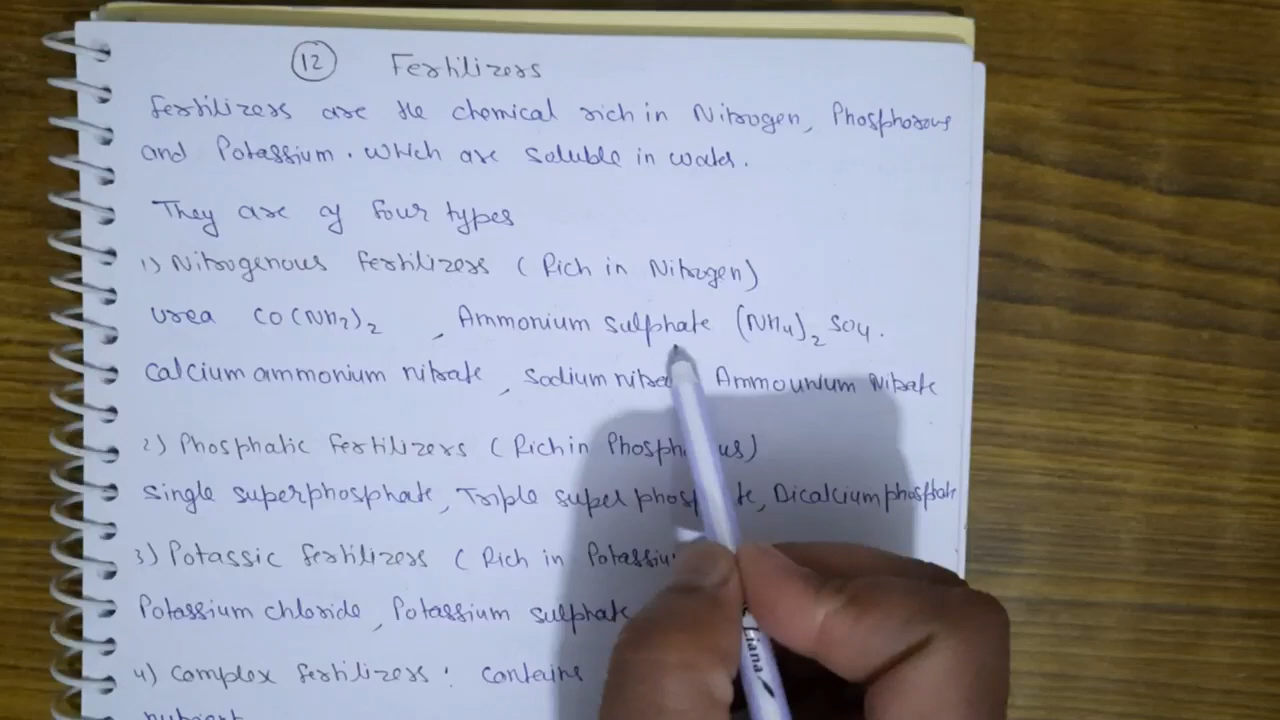 12 Fertilizers
Fertilizers are the chemical rich in Nitrogen, Phosphorous
and Potassium. Which are soluble in water.
They are of four types
1) Nitrogenous fertilizers (Rich in Nitrogen)
Urea CO(NH2)2 , Ammonium sulphate (NH4)2 SO4.
Calcium ammonium nitrate, Sodium Ammounium Nitrate
2) Phosphatic fertilizers (Rich in
Single superphosphate, Triple super Dicalcium phosphate
3) Potassic fertilizers (Rich in
Potassium chloride, Potassium sulphate
4) Complex fertilizers: contains
Liana